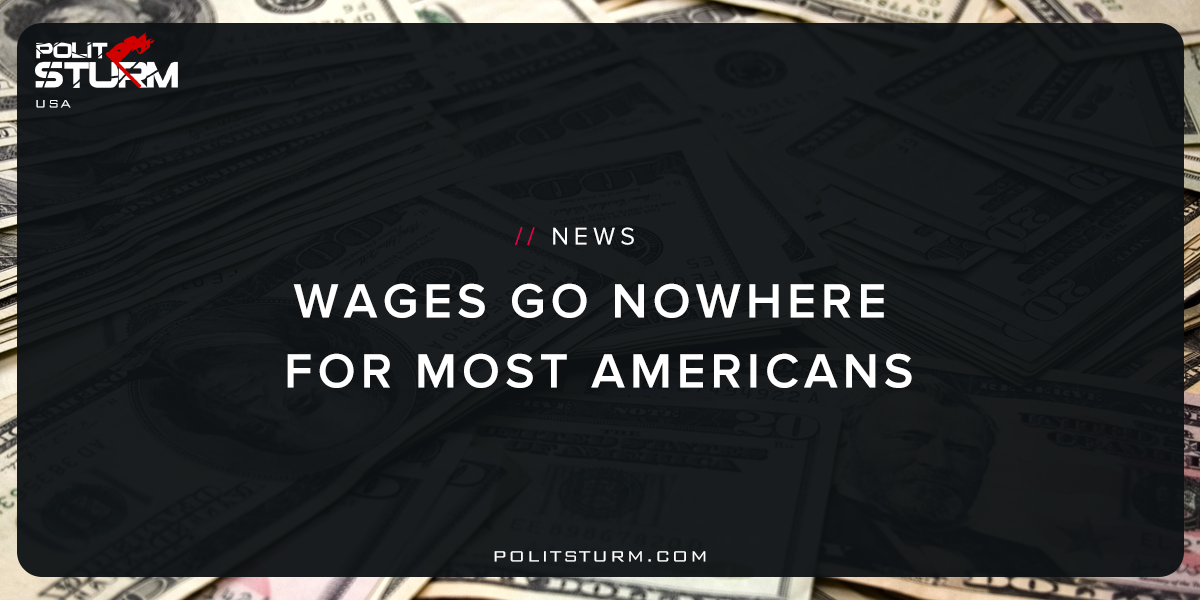 POLIT
STURM
USA
// NEWS
WAGES GO NOWHERE
FOR MOST AMERICANS
POLITSTURM.COM